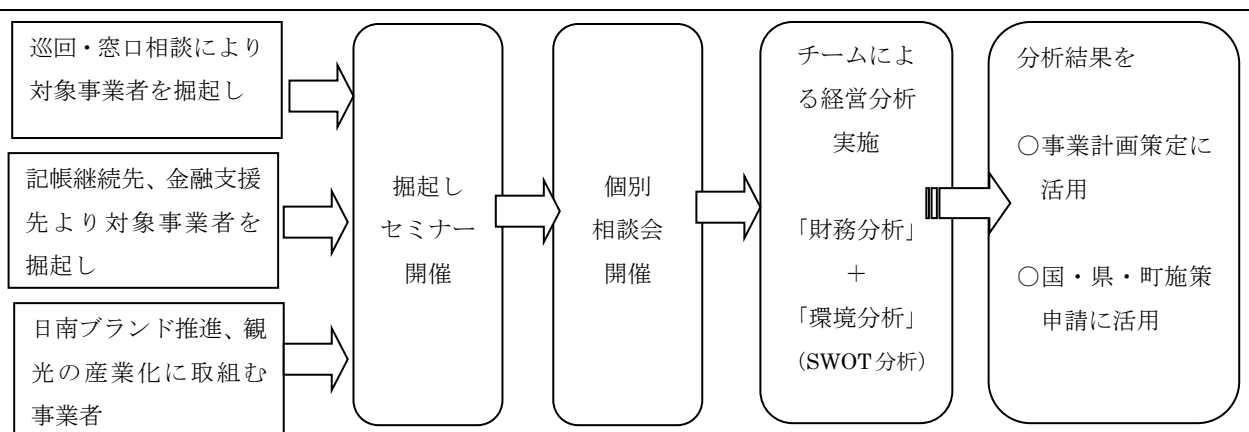 巡回・窓口相談により
対象事業者を掘起し
記帳継続先、金融支援
先より対象事業者を
掘起し
日南ブランド推進、観
光の産業化に取組む
事業者
掘起し
セミナー
開催
個別
相談会
開催
チームによ
る経営分析
実施
「財務分析」
+
「環境分析」
(SWOT分析)
分析結果を
○事業計画策定に
活用
○国・県・町施策
申請に活用